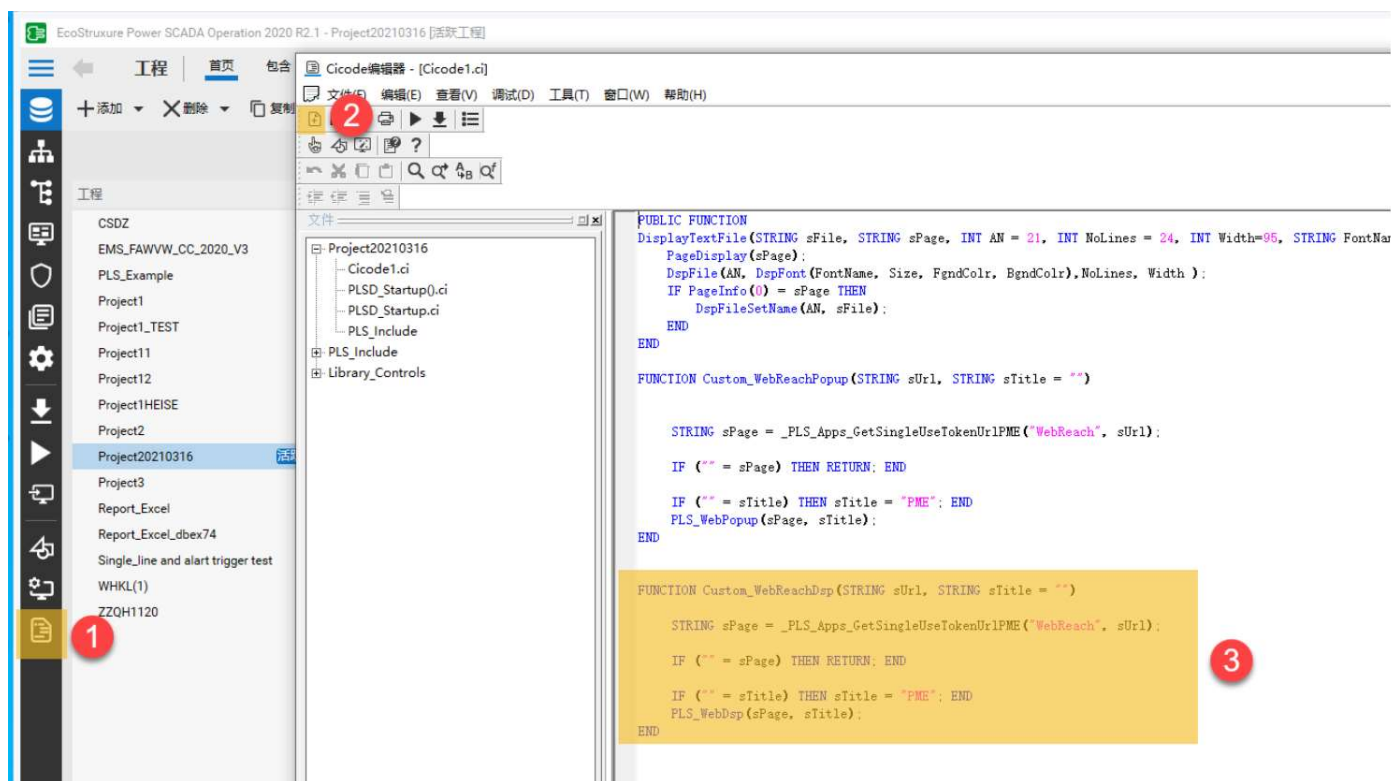 EcoStruxure Power SCADA Operation 2020 R2.1 - Project20210316 [活跃工程]
工程 首页 包含
添加 删除 复制
工程
CSDZ
EMS_FAWVW_CC_2020_V3
PLS_Example
Project1
Project1_TEST
Project11
Project12
Project1HEISE
Project2
Project20210316
Project3
Report_Excel
Report_Excel_dbex74
Single_line and alart trigger test
WHKL(1)
ZZQH1120
1
Cicode编辑器 - [Cicode1.ci]
文件(F) 编辑(E) 查看(V) 调试(D) 工具(T) 窗口(W) 帮助(H)
2
文件
Project20210316
Cicode1.ci
PLSD_Startup().ci
PLSD_Startup.ci
PLS_Include
PLS_Include
Library_Controls
PUBLIC FUNCTION
DisplayTextFile(STRING sFile, STRING sPage, INT AN = 21, INT NoLines = 24, INT Width=95, STRING FontNa
PageDisplay(sPage);
DspFile(AN, DspFont(FontName, Size, FgndColr, BgndColr),NoLines, Width );
IF PageInfo(0) = sPage THEN
DspFileSetName(AN, sFile);
END
END
FUNCTION Custom_WebReachPopup(STRING sUrl, STRING sTitle = "")
STRING sPage = _PLS_Apps_GetSingleUseTokenUrlPME("WebReach", sUrl);
IF ("" = sPage) THEN RETURN; END
IF ("" = sTitle) THEN sTitle = "PME"; END
PLS_WebPopup(sPage, sTitle);
END
FUNCTION Custom_WebReachDsp(STRING sUrl, STRING sTitle = "")
STRING sPage = _PLS_Apps_GetSingleUseTokenUrlPME("WebReach", sUrl);
IF ("" = sPage) THEN RETURN; END
IF ("" = sTitle) THEN sTitle = "PME"; END
PLS_WebDsp(sPage, sTitle);
END
3